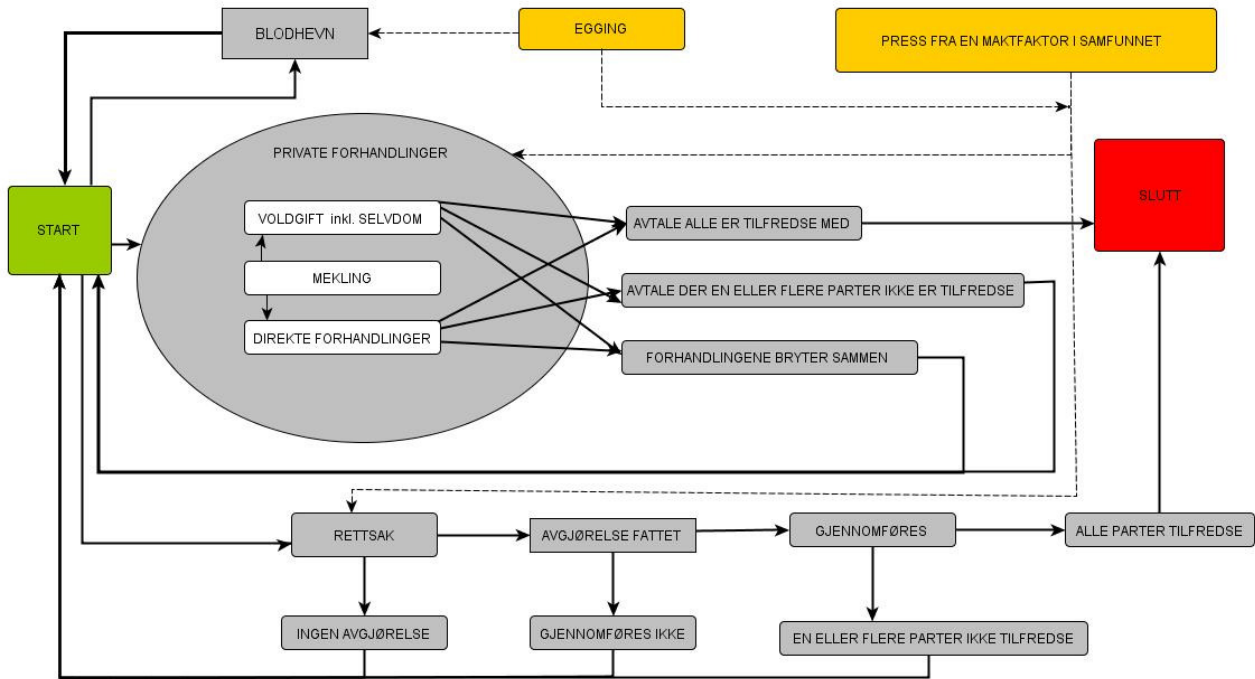 BLODHEVN
EGGING
PRESS FRA EN MAKTFAKTOR I SAMFUNNET
PRIVATE FORHANDLINGER
START
VOLDGIFT inkl. SELVDOM
MEKLING
DIREKTE FORHANDLINGER
AVTALE ALLE ER TILFREDSE MED
AVTALE DER EN ELLER FLERE PARTER IKKE ER TILFREDSE
FORHANDLINGENE BRYTER SAMMEN
SLUTT
RETTSAK
AVGJØRELSE FATTET
GJENNOMFØRES
ALLE PARTER TILFREDSE
INGEN AVGJØRELSE
GJENNOMFØRES IKKE
EN ELLER FLERE PARTER IKKE TILFREDSE